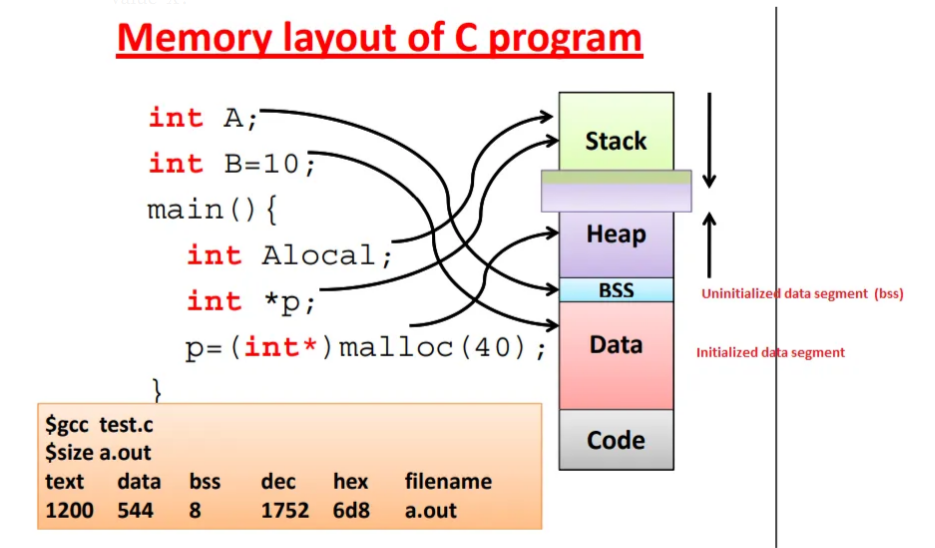 Memory layout of C program
int A;
int B=10;
main(){
int Alocal;
int *p;
p=(int*)malloc(40);
}
Stack
Heap
BSS
Data
Code
Uninitialized data segment (bss)
Initialized data segment
$gcc test.c
$size a.out
text data bss dec hex filename
1200 544 8 1752 6d8 a.out